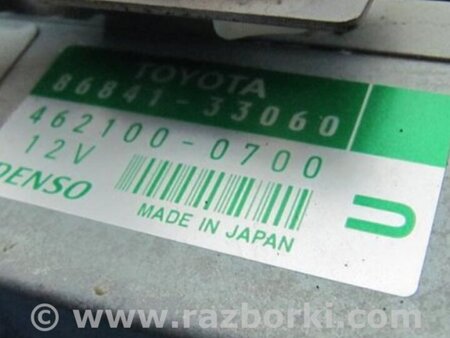 TOYOTA
86841-33060
462100-0700
12V
DENSO
MADE IN JAPAN
U
© www.razborki.com